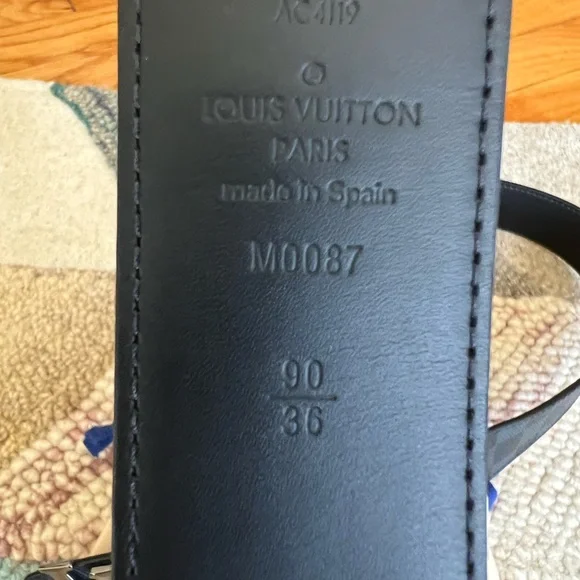 AC4119
LOUIS VUITTON
PARIS
made in Spain
M0087
90
36